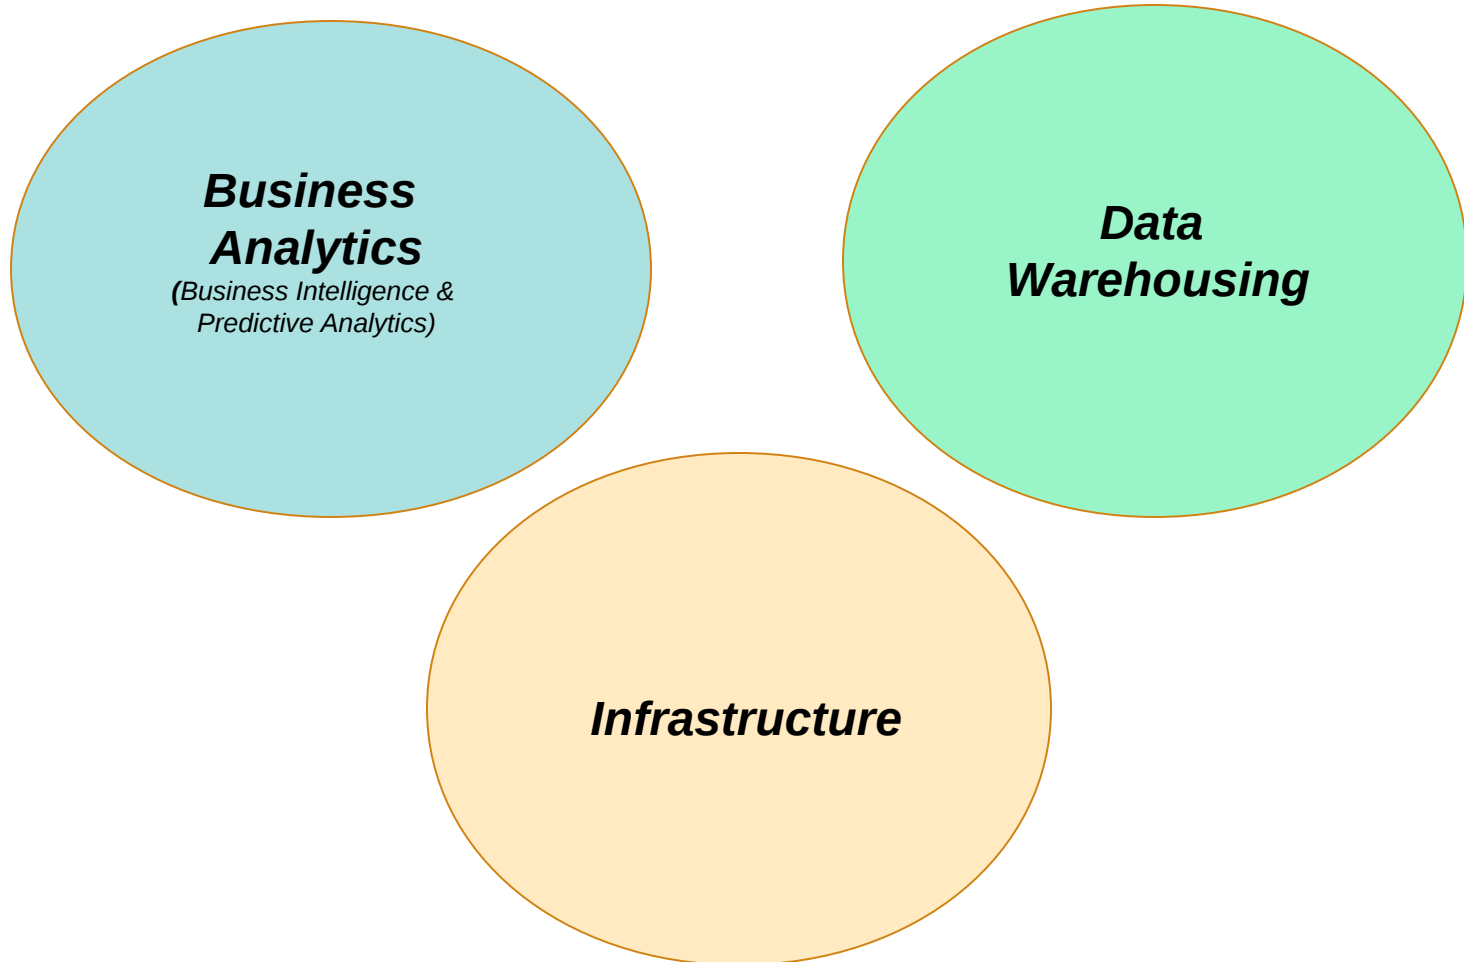 Business
Analytics
(Business Intelligence &
Predictive Analytics)
Data
Warehousing
Infrastructure